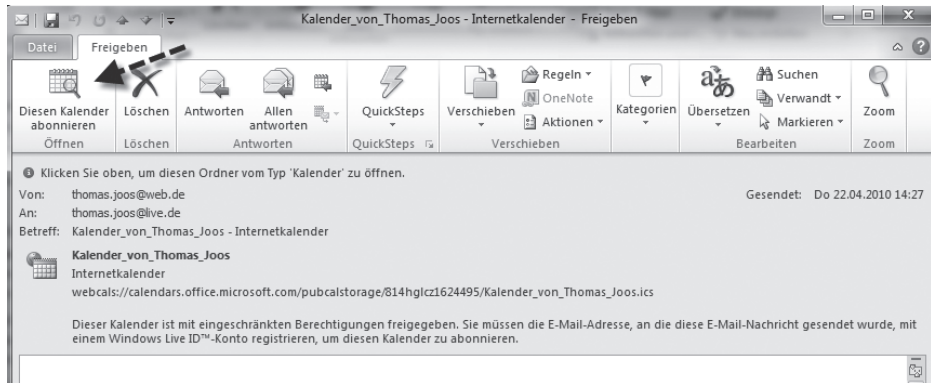 Kalender_von_Thomas_Joos - Internetkalender - Freigeben
Datei Freigeben
Diesen Kalender abonnieren
Löschen
Antworten
Allen antworten
QuickSteps
Verschieben
Regeln
OneNote
Aktionen
Kategorien
Übersetzen
Suchen
Verwandt
Markieren
Zoom
Öffnen Löschen Antworten QuickSteps Verschieben Bearbeiten Zoom
Klicken Sie oben, um diesen Ordner vom Typ 'Kalender' zu öffnen.
Von: thomas.joos@web.de Gesendet: Do 22.04.2010 14:27
An: thomas.joos@live.de
Betreff: Kalender_von_Thomas_Joos - Internetkalender
Kalender_von_Thomas_Joos
Internetkalender
webcals://calendars.office.microsoft.com/pubcalstorage/814hglcz1624495/Kalender_von_Thomas_Joos.ics
Dieser Kalender ist mit eingeschränkten Berechtigungen freigegeben. Sie müssen die E-Mail-Adresse, an die diese E-Mail-Nachricht gesendet wurde, mit
einem Windows Live ID™-Konto registrieren, um diesen Kalender zu abonnieren.